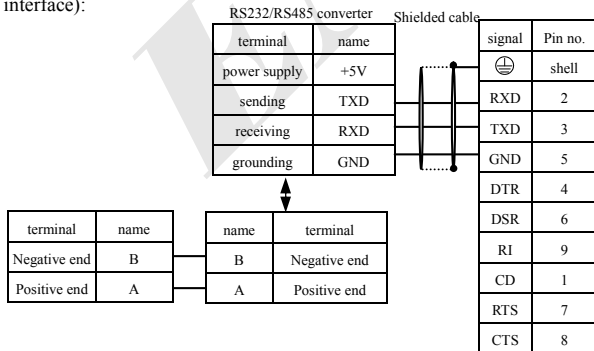 interface):
RS232/RS485 converter
Shielded cable
terminal name
power supply +5V
sending TXD
receiving RXD
grounding GND
signal Pin no.
shell
RXD 2
TXD 3
GND 5
DTR 4
DSR 6
RI 9
CD 1
RTS 7
CTS 8
terminal name
Negative end B
Positive end A
name terminal
B Negative end
A Positive end